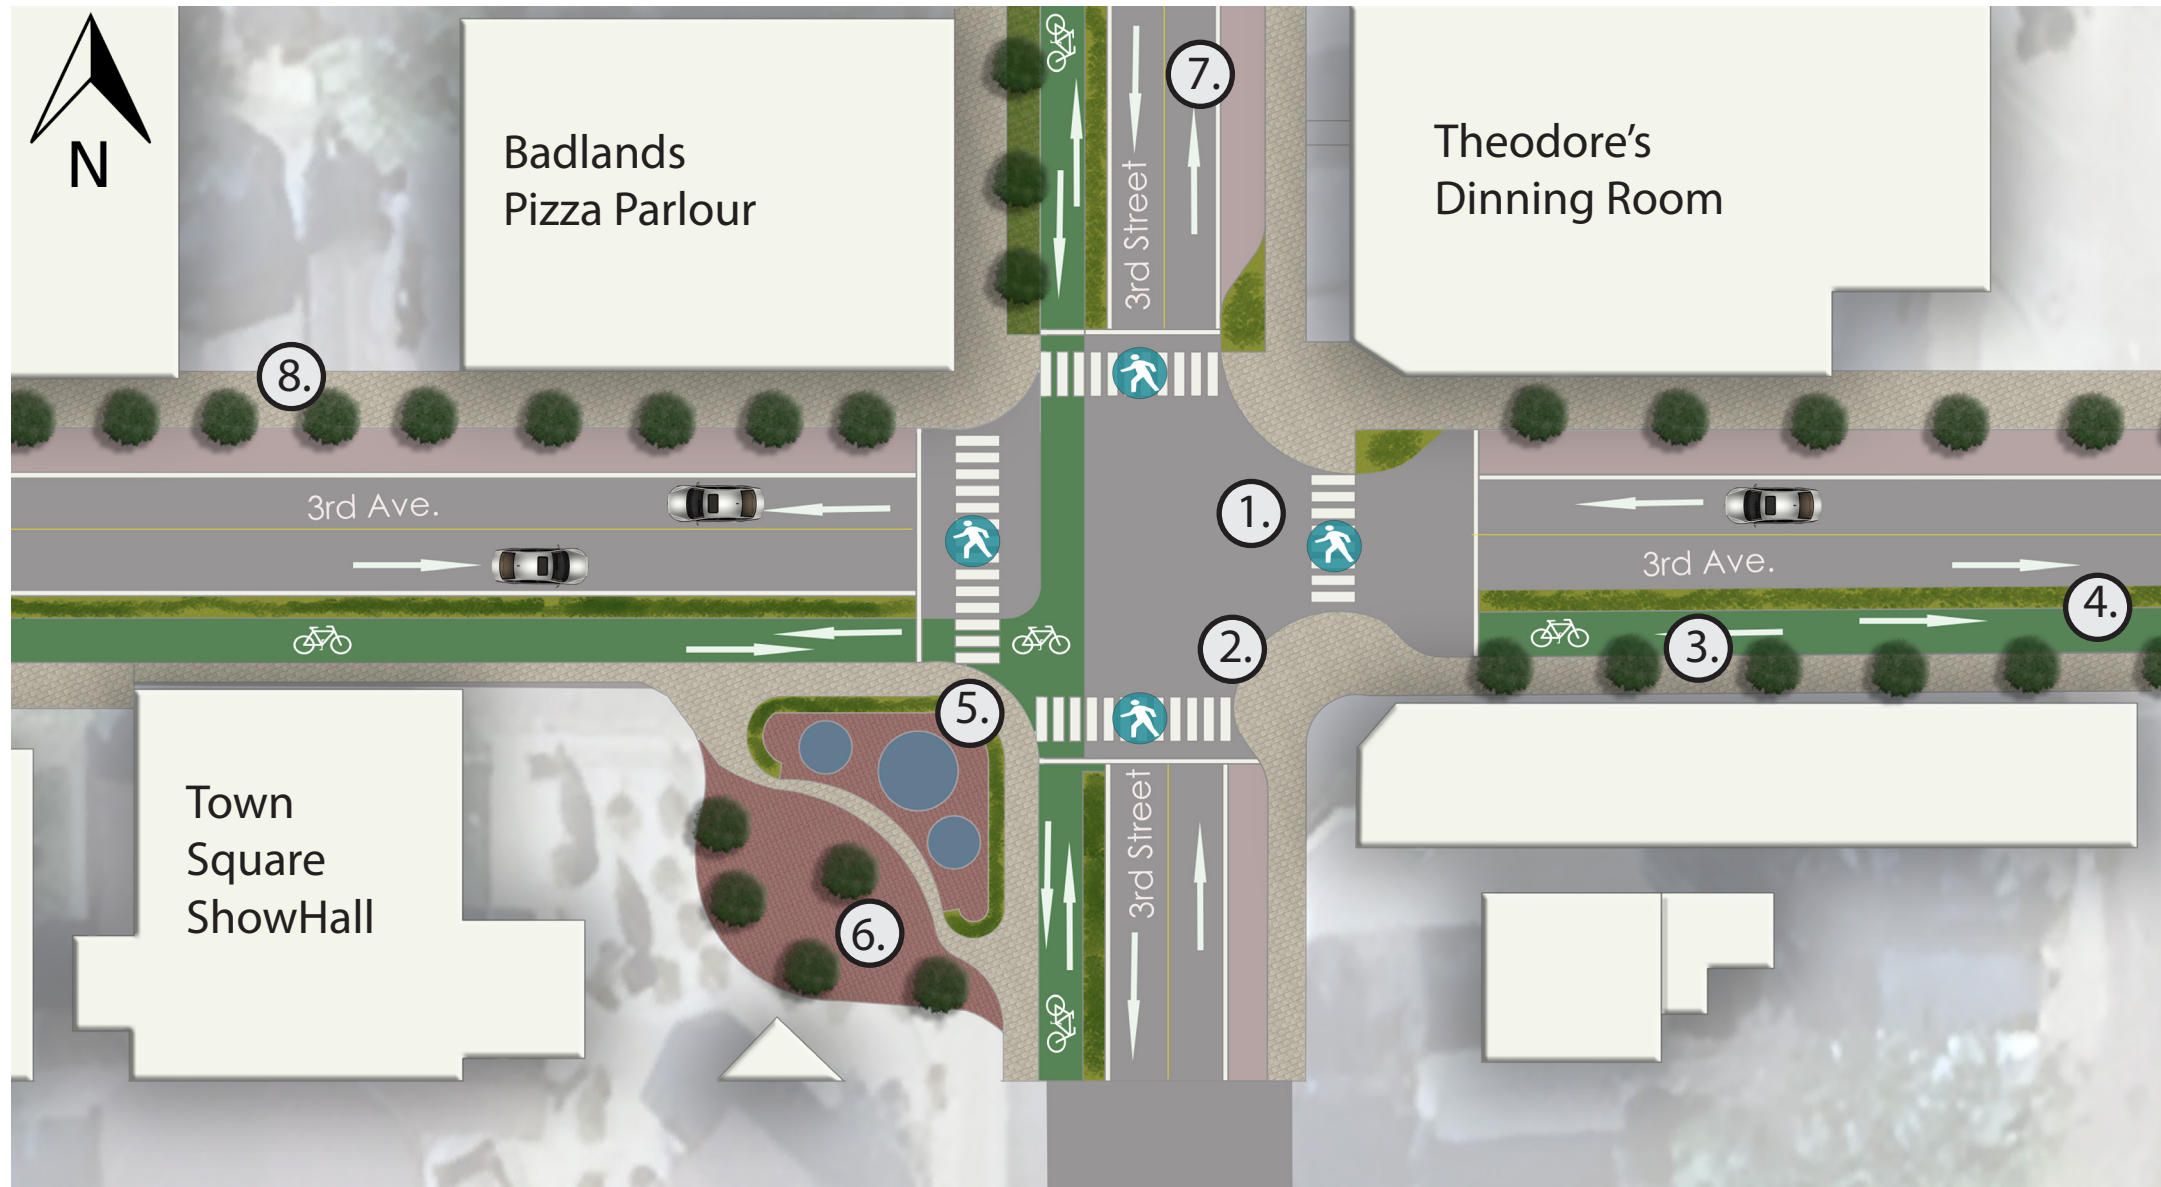 N
Badlands
Pizza Parlour
3rd Street
7.
Theodore's
Dinning Room
8.
3rd Ave.
1.
3rd Ave.
2.
3.
4.
5.
Town
Square
ShowHall
6.
3rd Street